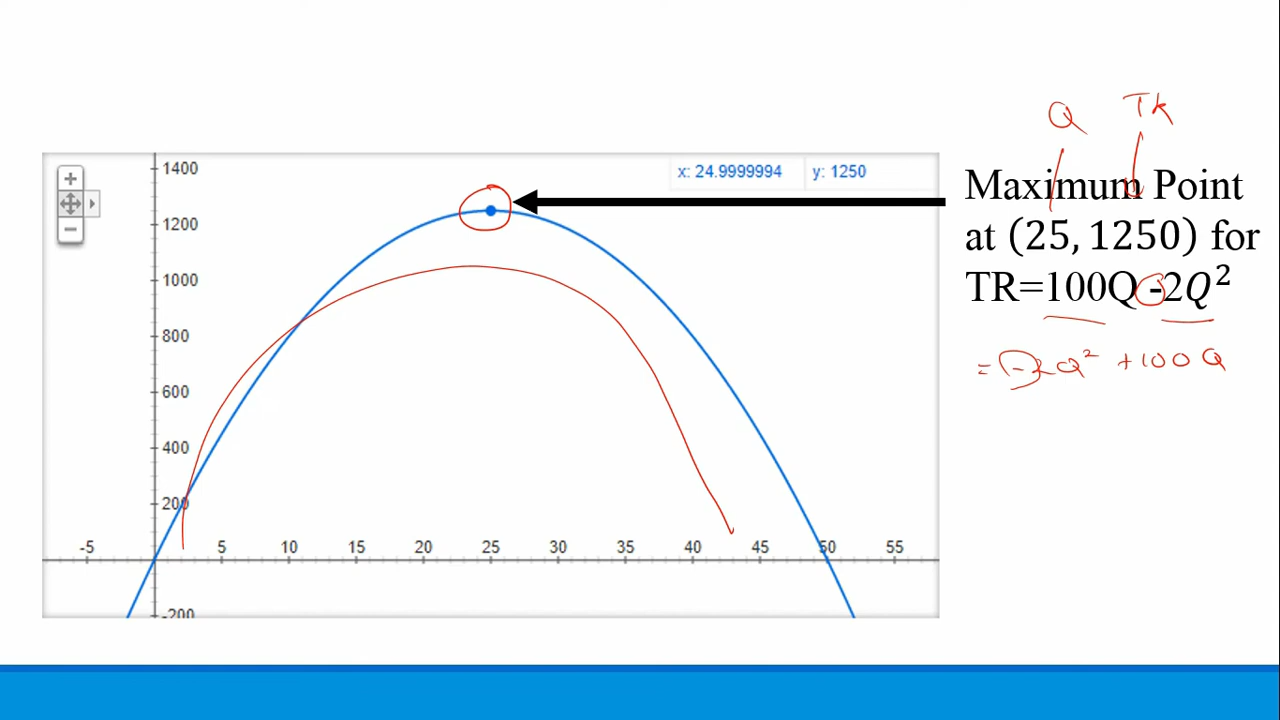 Q TR
Maximum Point
at (25, 1250) for
TR=100Q -2Q²
= -2Q² +100Q
x: 24.9999994 y: 1250
1400
1200
1000
800
600
400
200
-5 5 10 15 20 25 30 35 40 45 50 55
-200